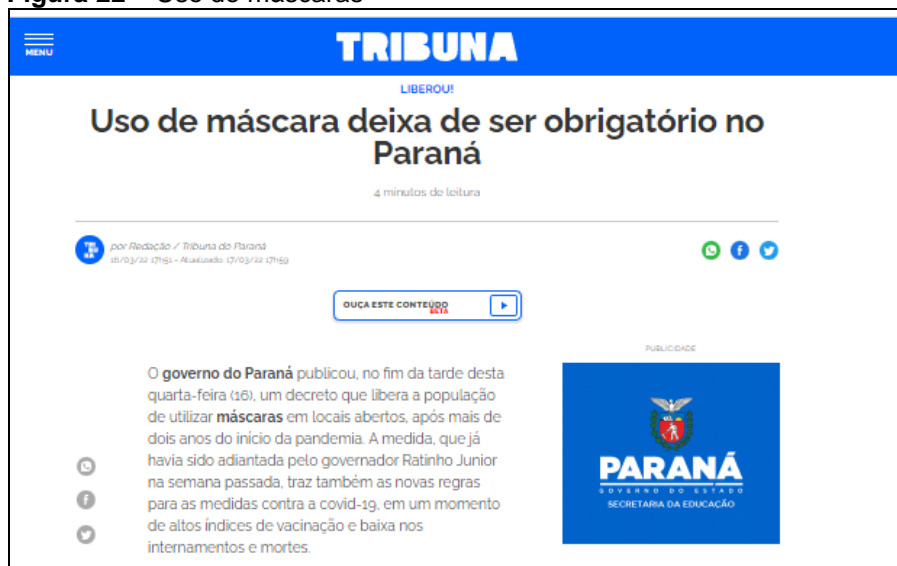 Figura 22 – Uso de máscaras
MENU
TRIBUNA
LIBEROU!
Uso de máscara deixa de ser obrigatório no
Paraná
4 minutos de leitura
TRI
BU
NA
por Redação / Tribuna do Paraná
16/03/22 17h51 - Atualizado: 17/03/22 17h59
OUÇA ESTE CONTEÚDO
BETA
PUBLICIDADE
O governo do Paraná publicou, no fim da tarde desta
quarta-feira (16), um decreto que libera a população
de utilizar máscaras em locais abertos, após mais de
dois anos do início da pandemia. A medida, que já
havia sido adiantada pelo governador Ratinho Junior
na semana passada, traz também as novas regras
para as medidas contra a covid-19, em um momento
de altos índices de vacinação e baixa nos
internamentos e mortes.
PARANÁ
GOVERNO DO ESTADO
SECRETARIA DA EDUCAÇÃO